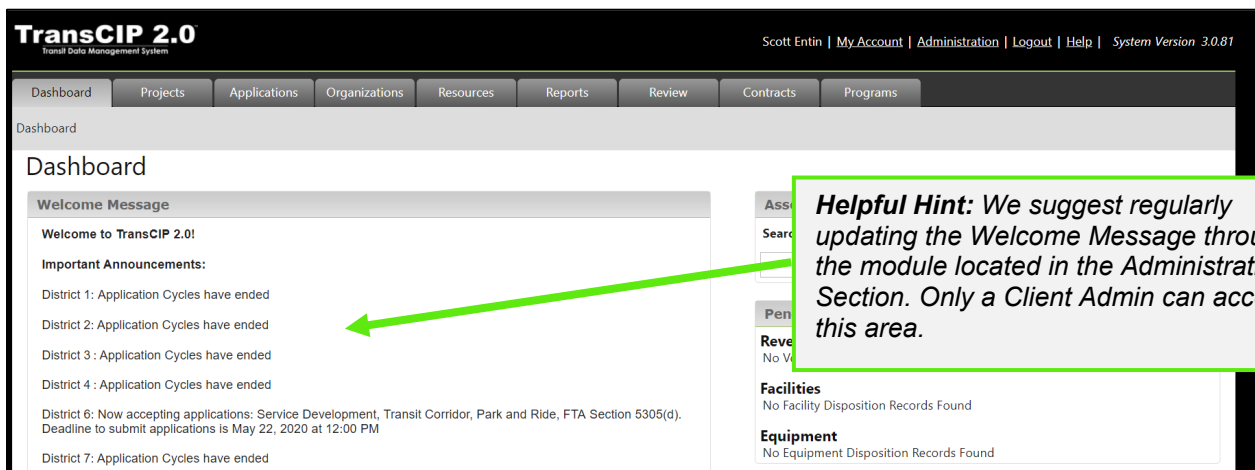 TransCIP 2.0
Transit Data Management System
Scott Entin | My Account | Administration | Logout | Help | System Version 3.0.81
Dashboard Projects Applications Organizations Resources Reports Review Contracts Programs
Dashboard
Dashboard
Welcome Message
Welcome to TransCIP 2.0!
Important Announcements:
District 1: Application Cycles have ended
District 2: Application Cycles have ended
District 3 : Application Cycles have ended
District 4 : Application Cycles have ended
District 6: Now accepting applications: Service Development, Transit Corridor, Park and Ride, FTA Section 5305(d).
Deadline to submit applications is May 22, 2020 at 12:00 PM
District 7: Application Cycles have ended
Helpful Hint: We suggest regularly
updating the Welcome Message throu
the module located in the Administrat
Section. Only a Client Admin can acc
this area.
Ass
Sear
Pen
Reve
No V
Facilities
No Facility Disposition Records Found
Equipment
No Equipment Disposition Records Found